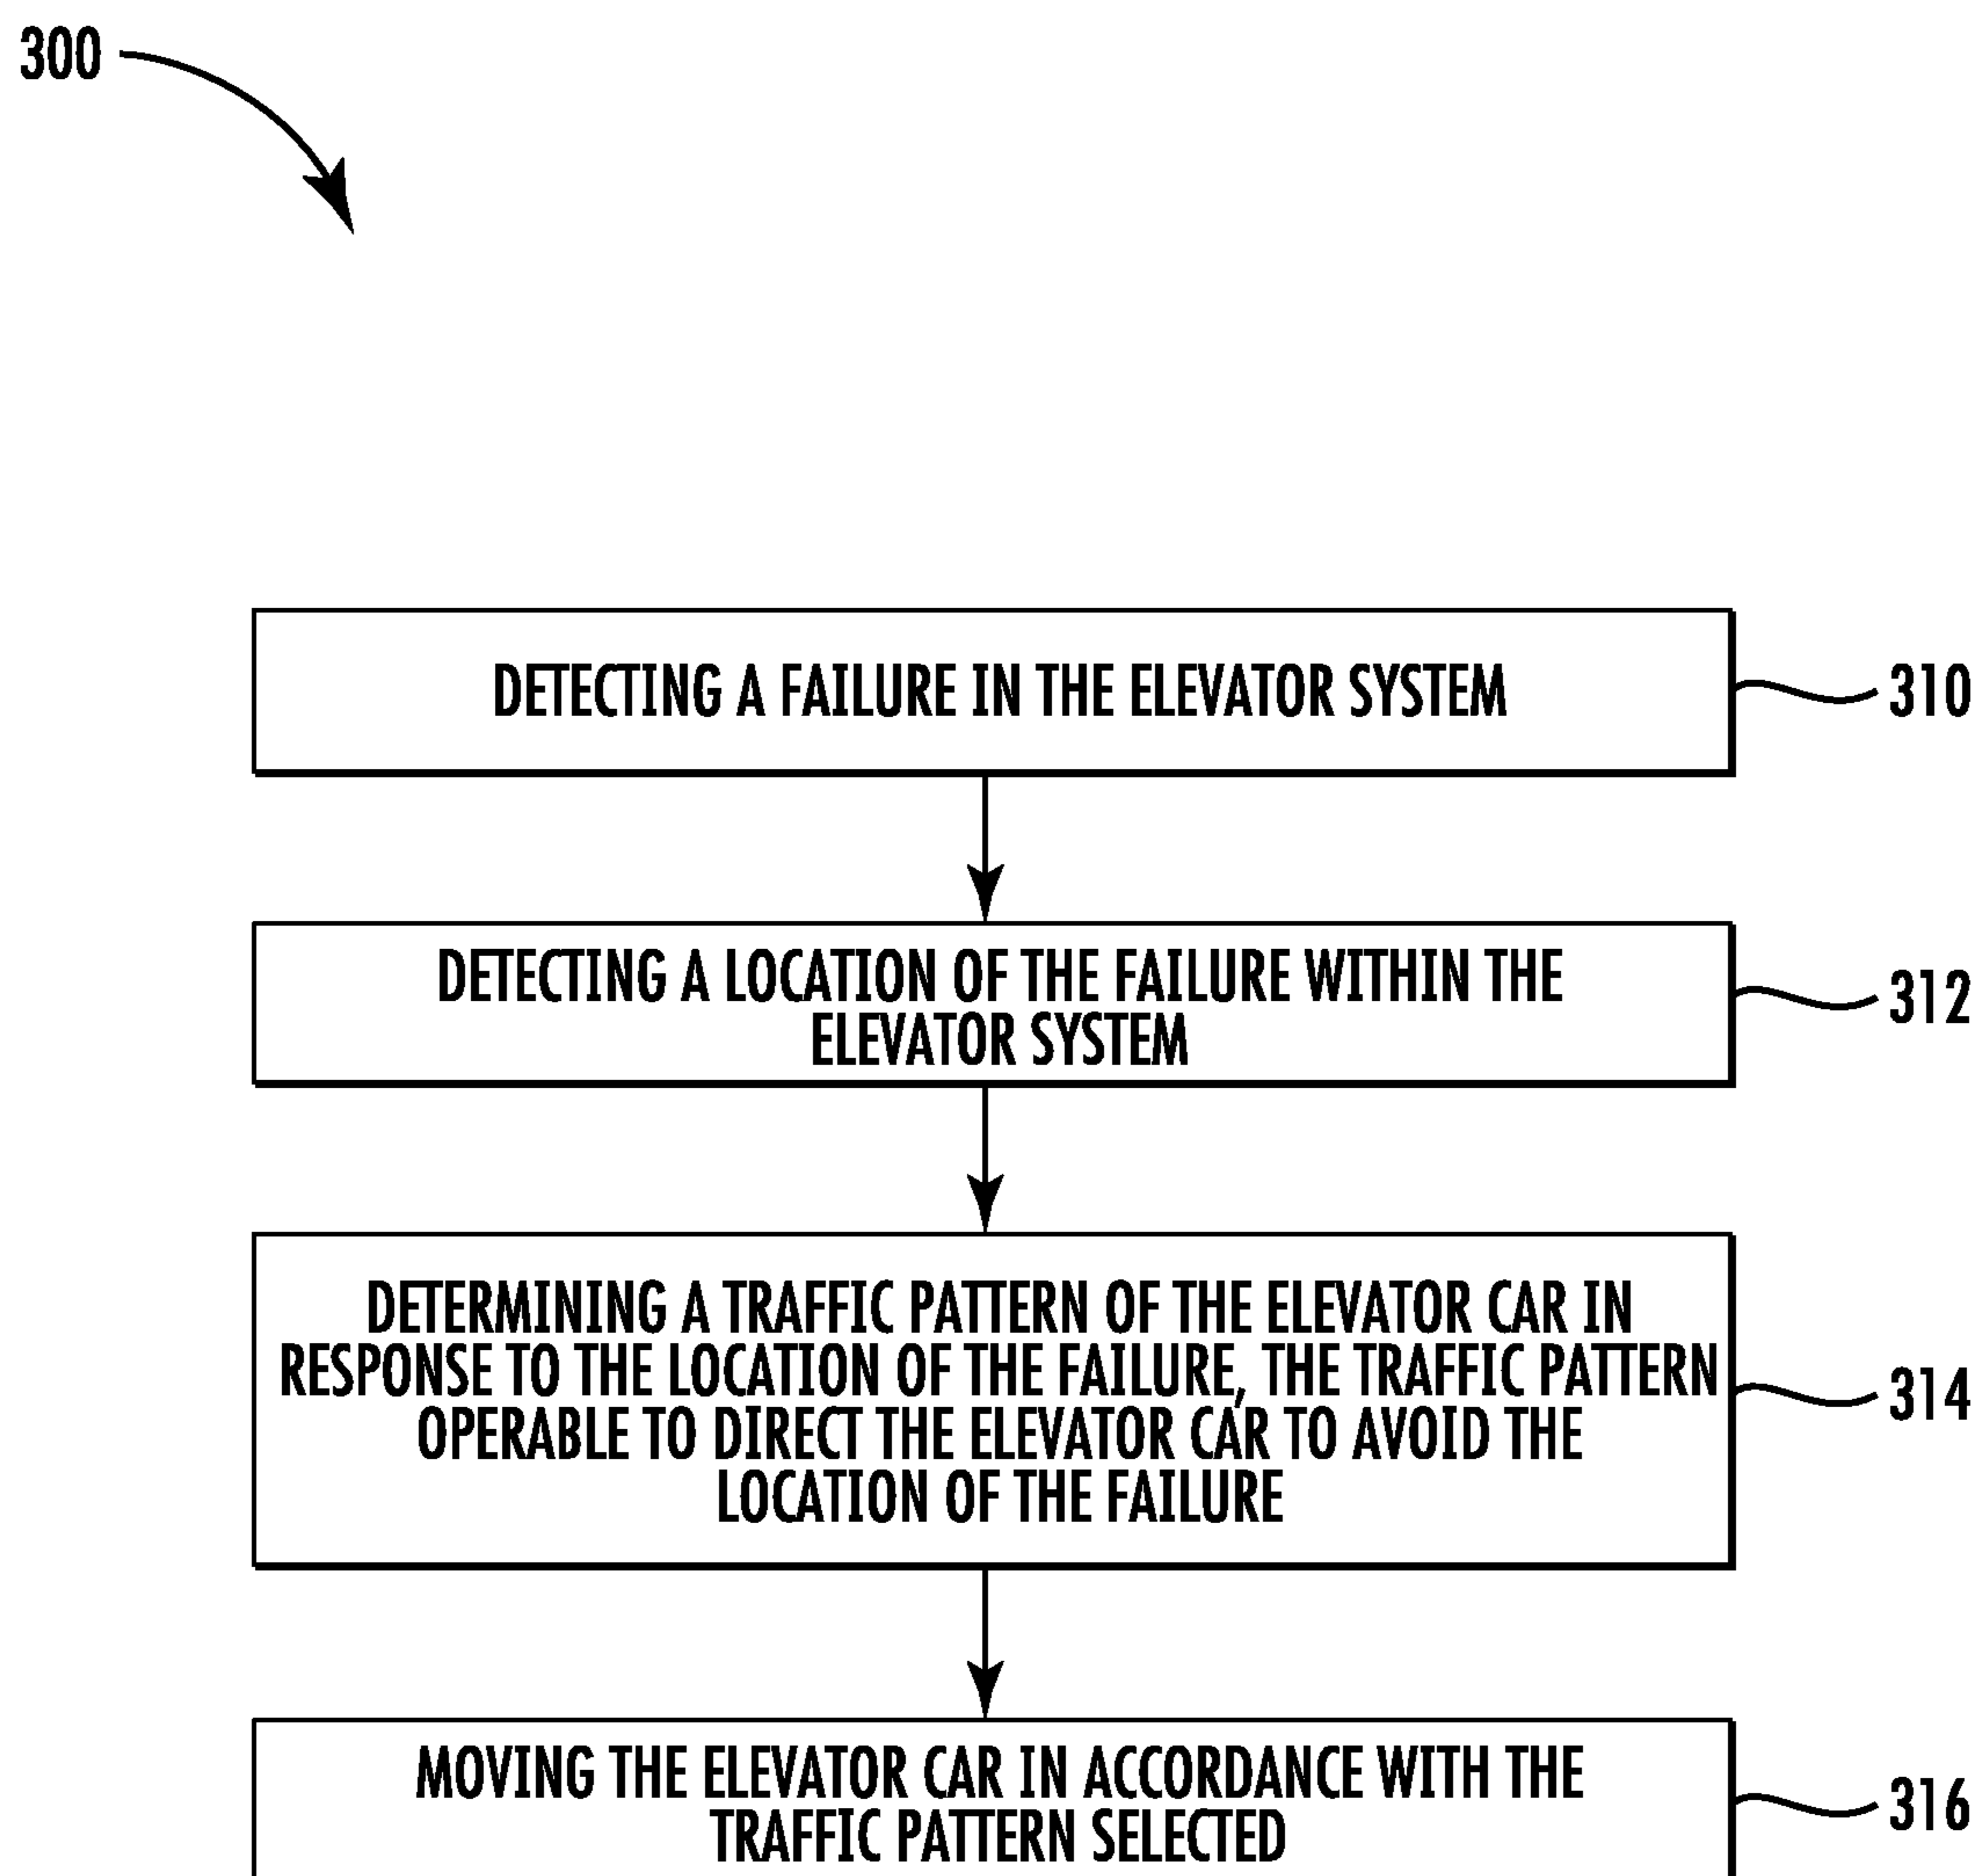 300
DETECTING A FAILURE IN THE ELEVATOR SYSTEM
310
DETECTING A LOCATION OF THE FAILURE WITHIN THE
ELEVATOR SYSTEM
312
DETERMINING A TRAFFIC PATTERN OF THE ELEVATOR CAR IN
RESPONSE TO THE LOCATION OF THE FAILURE, THE TRAFFIC PATTERN
OPERABLE TO DIRECT THE ELEVATOR CAR TO AVOID THE
LOCATION OF THE FAILURE
314
MOVING THE ELEVATOR CAR IN ACCORDANCE WITH THE
TRAFFIC PATTERN SELECTED
316